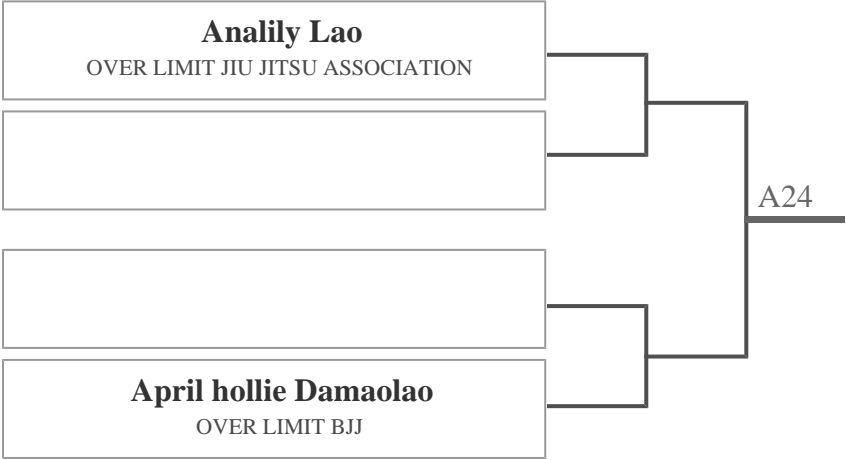 Analily Lao
OVER LIMIT JIU JITSU ASSOCIATION
A24
April hollie Damaolao
OVER LIMIT BJJ